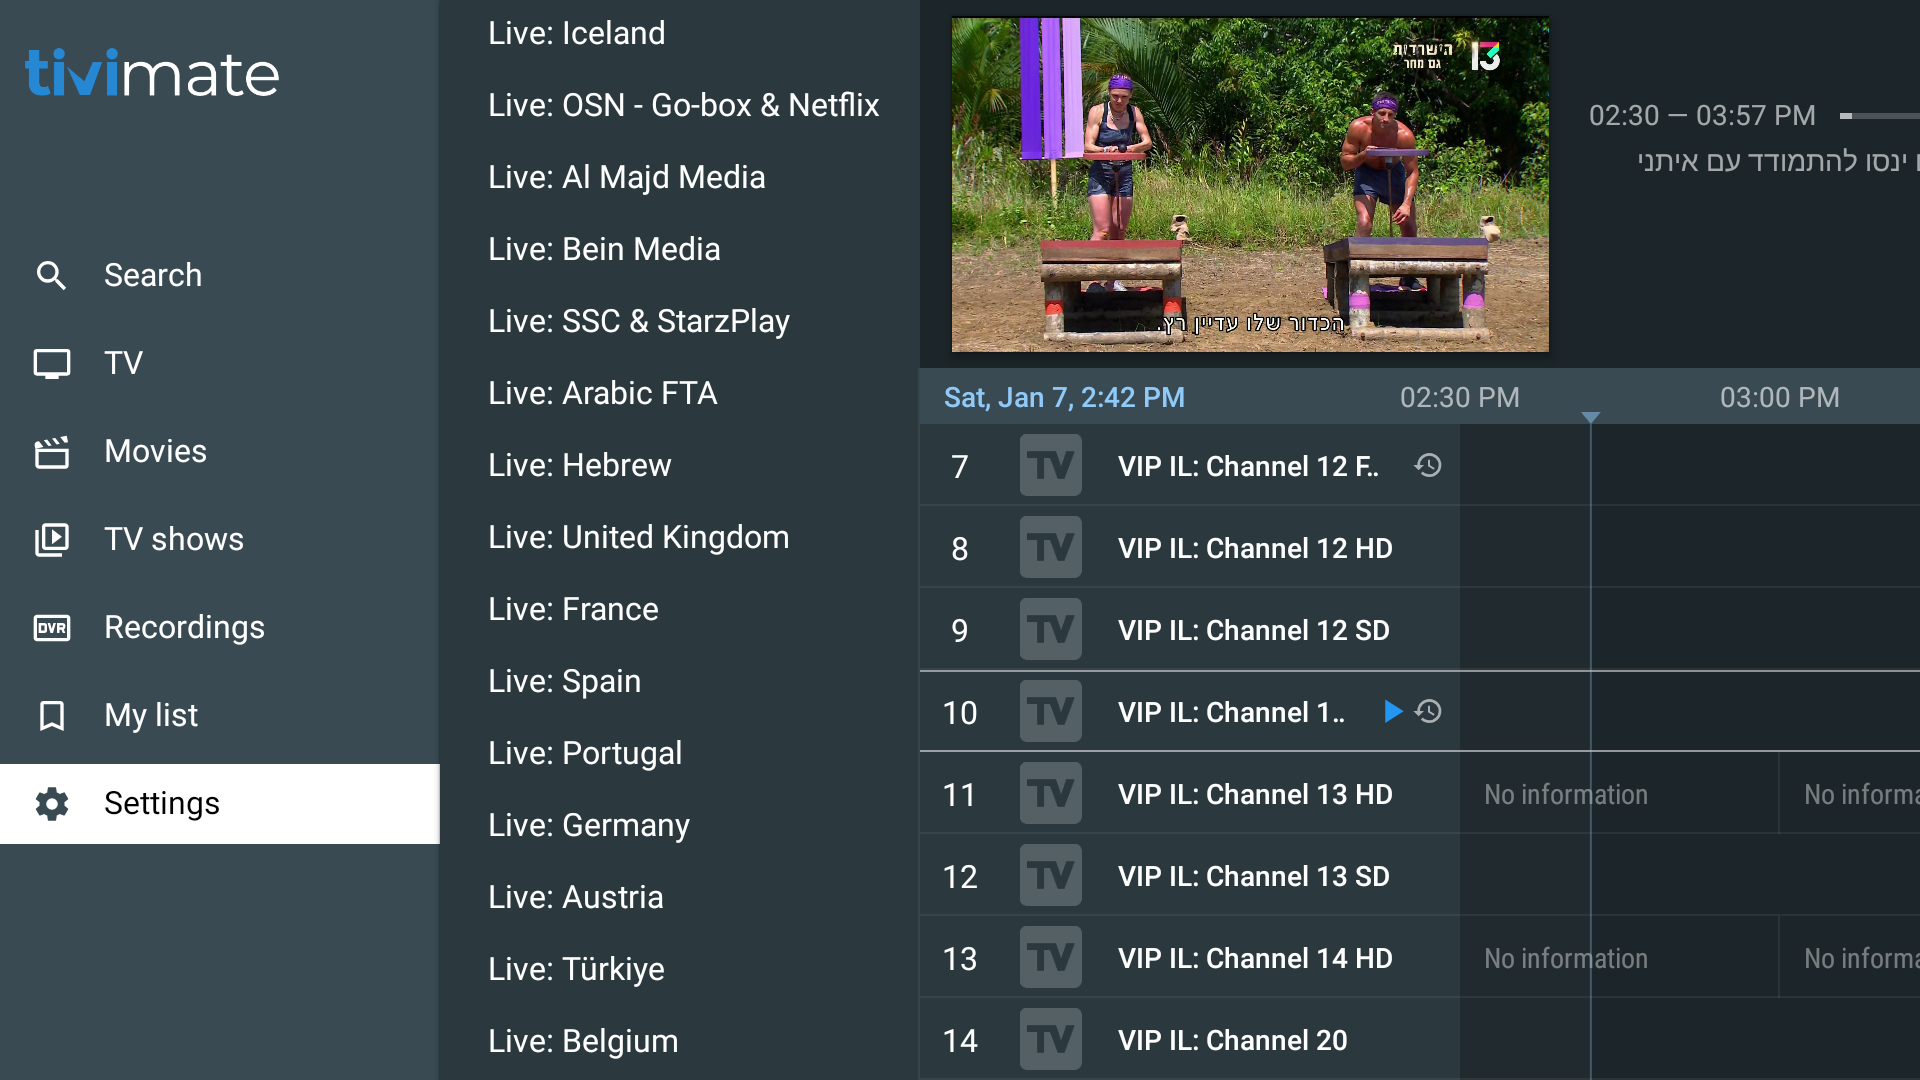 tivimate
Search
TV
Movies
TV shows
DVR
Recordings
My list
Settings
Live: Iceland
Live: OSN - Go-box & Netflix
Live: Al Majd Media
Live: Bein Media
Live: SSC & StarzPlay
Live: Arabic FTA
Live: Hebrew
Live: United Kingdom
Live: France
Live: Spain
Live: Portugal
Live: Germany
Live: Austria
Live: Türkiye
Live: Belgium
הישרדות
גם מחר
13
הכדור שלו עדיין רץ.
02:30 — 03:57 PM
ינסו להתמודד עם איתני
Sat, Jan 7, 2:42 PM
02:30 PM
03:00 PM
7 TV VIP IL: Channel 12 F..
8 TV VIP IL: Channel 12 HD
9 TV VIP IL: Channel 12 SD
10 TV VIP IL: Channel 1..
11 TV VIP IL: Channel 13 HD No information No informa
12 TV VIP IL: Channel 13 SD
13 TV VIP IL: Channel 14 HD No information No informa
14 TV VIP IL: Channel 20